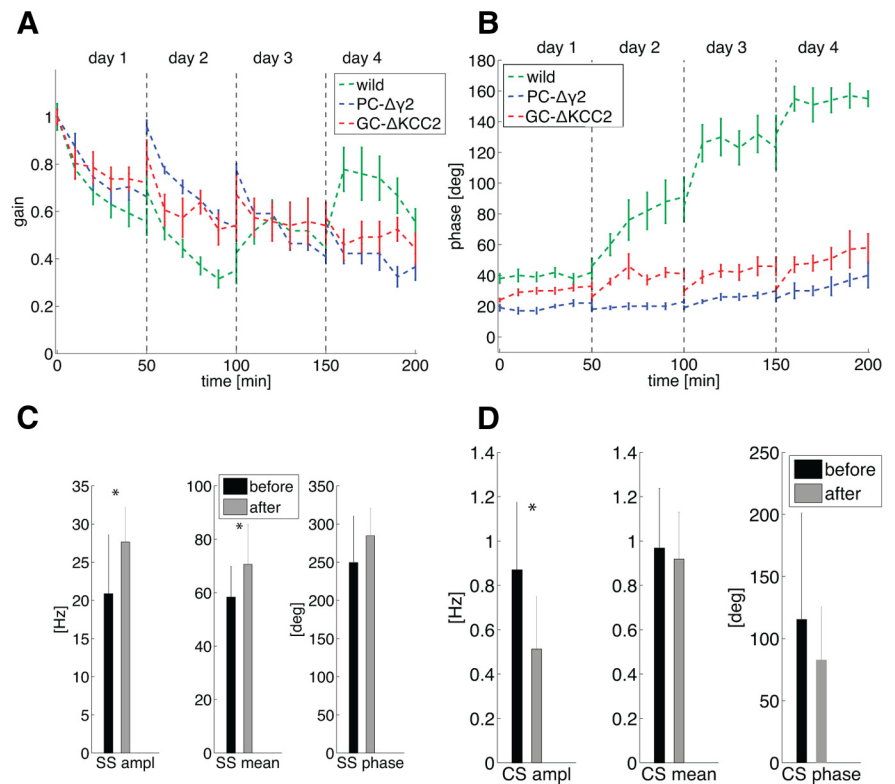 A
day 1 day 2 day 3 day 4
wild
PC-Δγ2
GC-ΔKCC2
1
0.8
0.6
0.4
0.2
0
gain
0 50 100 150 200
time [min]
B
day 1 day 2 day 3 day 4
wild
PC-Δγ2
GC-ΔKCC2
180
160
140
120
100
80
60
40
20
0
phase [deg]
0 50 100 150 200
time [min]
C
35
30
25
20
15
10
5
0
[Hz]
*
SS ampl
100
80
60
40
20
0
before
after
*
SS mean
350
300
250
200
150
100
50
0
[deg]
SS phase
D
1.4
1.2
1
0.8
0.6
0.4
0.2
0
[Hz]
*
CS ampl
1.4
1.2
1
0.8
0.6
0.4
0.2
0
CS mean
250
200
150
100
50
0
[deg]
before
after
CS phase